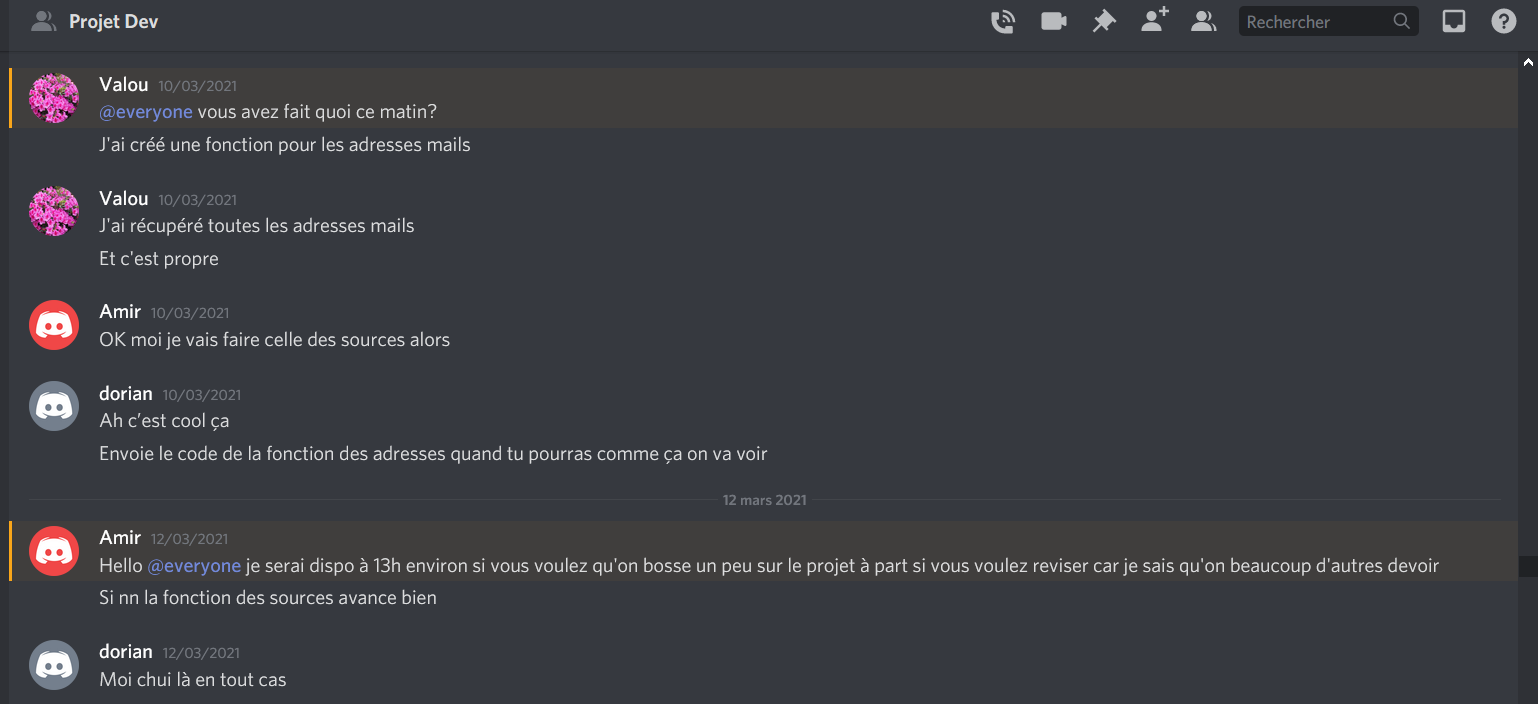 Projet Dev
Rechercher
Valou 10/03/2021
@everyone vous avez fait quoi ce matin?
J'ai créé une fonction pour les adresses mails
Valou 10/03/2021
J'ai récupéré toutes les adresses mails
Et c'est propre
Amir 10/03/2021
OK moi je vais faire celle des sources alors
dorian 10/03/2021
Ah c’est cool ça
Envoie le code de la fonction des adresses quand tu pourras comme ça on va voir
12 mars 2021
Amir 12/03/2021
Hello @everyone je serai dispo à 13h environ si vous voulez qu'on bosse un peu sur le projet à part si vous voulez reviser car je sais qu'on beaucoup d'autres devoir
Si nn la fonction des sources avance bien
dorian 12/03/2021
Moi chui là en tout cas